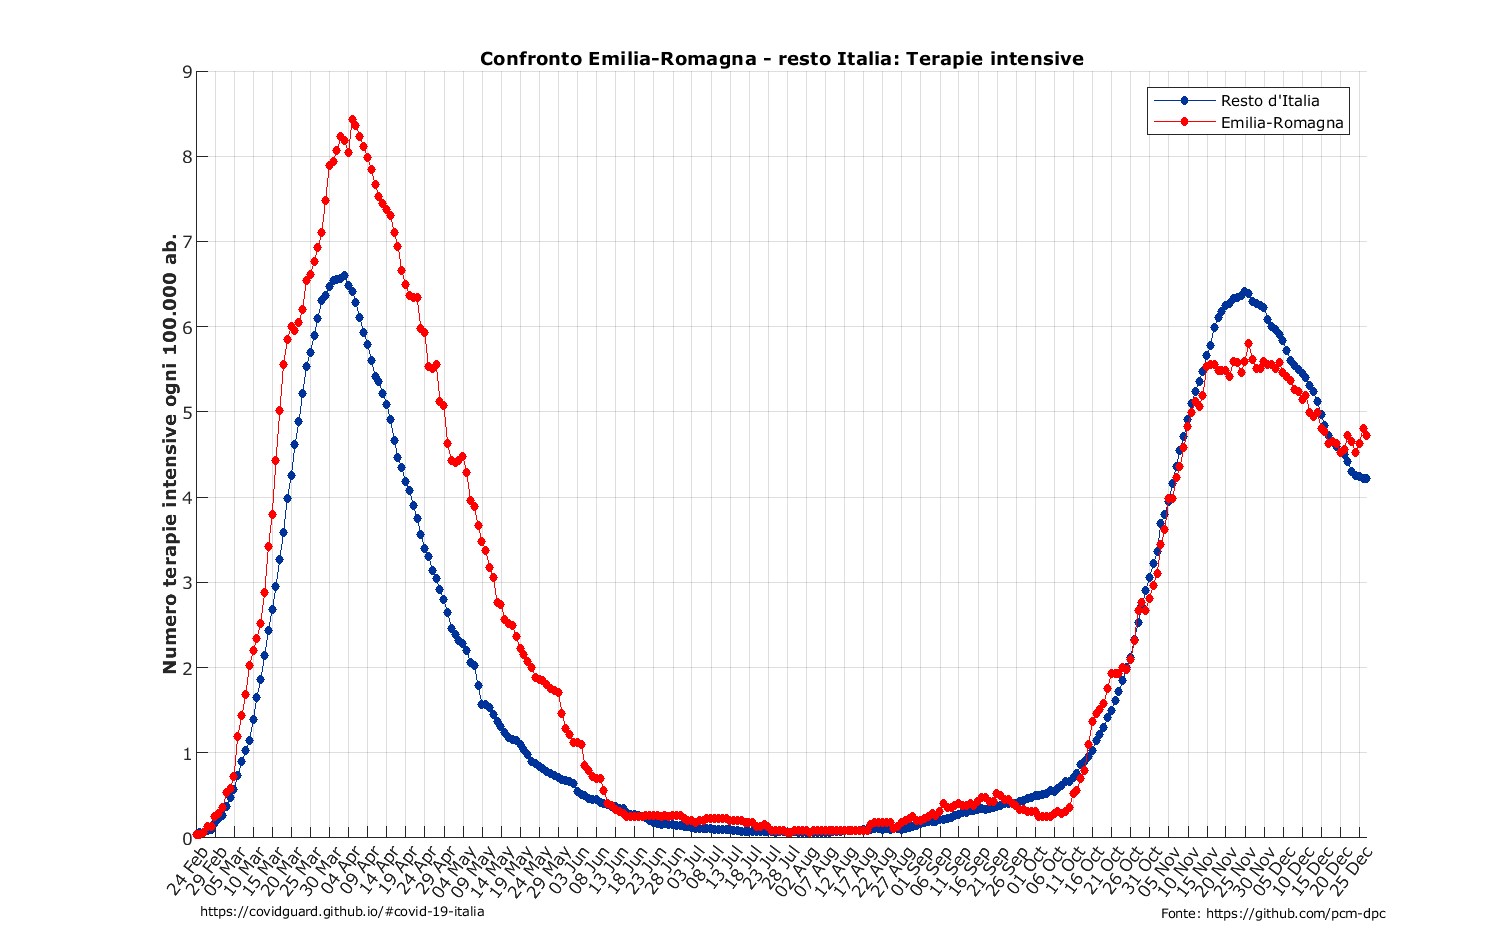 Confronto Emilia-Romagna - resto Italia: Terapie intensive
Resto d'Italia
Emilia-Romagna
Numero terapie intensive ogni 100.000 ab.
9
8
7
6
5
4
3
2
1
0
24 Feb
29 Feb
05 Mar
10 Mar
15 Mar
20 Mar
25 Mar
30 Mar
04 Apr
09 Apr
14 Apr
19 Apr
24 Apr
29 Apr
04 May
09 May
14 May
19 May
24 May
29 May
03 Jun
08 Jun
13 Jun
18 Jun
23 Jun
28 Jun
03 Jul
08 Jul
13 Jul
18 Jul
23 Jul
28 Jul
02 Aug
07 Aug
12 Aug
17 Aug
22 Aug
27 Aug
01 Sep
06 Sep
11 Sep
16 Sep
21 Sep
26 Sep
01 Oct
06 Oct
11 Oct
16 Oct
21 Oct
26 Oct
31 Oct
05 Nov
10 Nov
15 Nov
20 Nov
25 Nov
30 Nov
05 Dec
10 Dec
15 Dec
20 Dec
25 Dec
https://covidguard.github.io/#covid-19-italia
Fonte: https://github.com/pcm-dpc